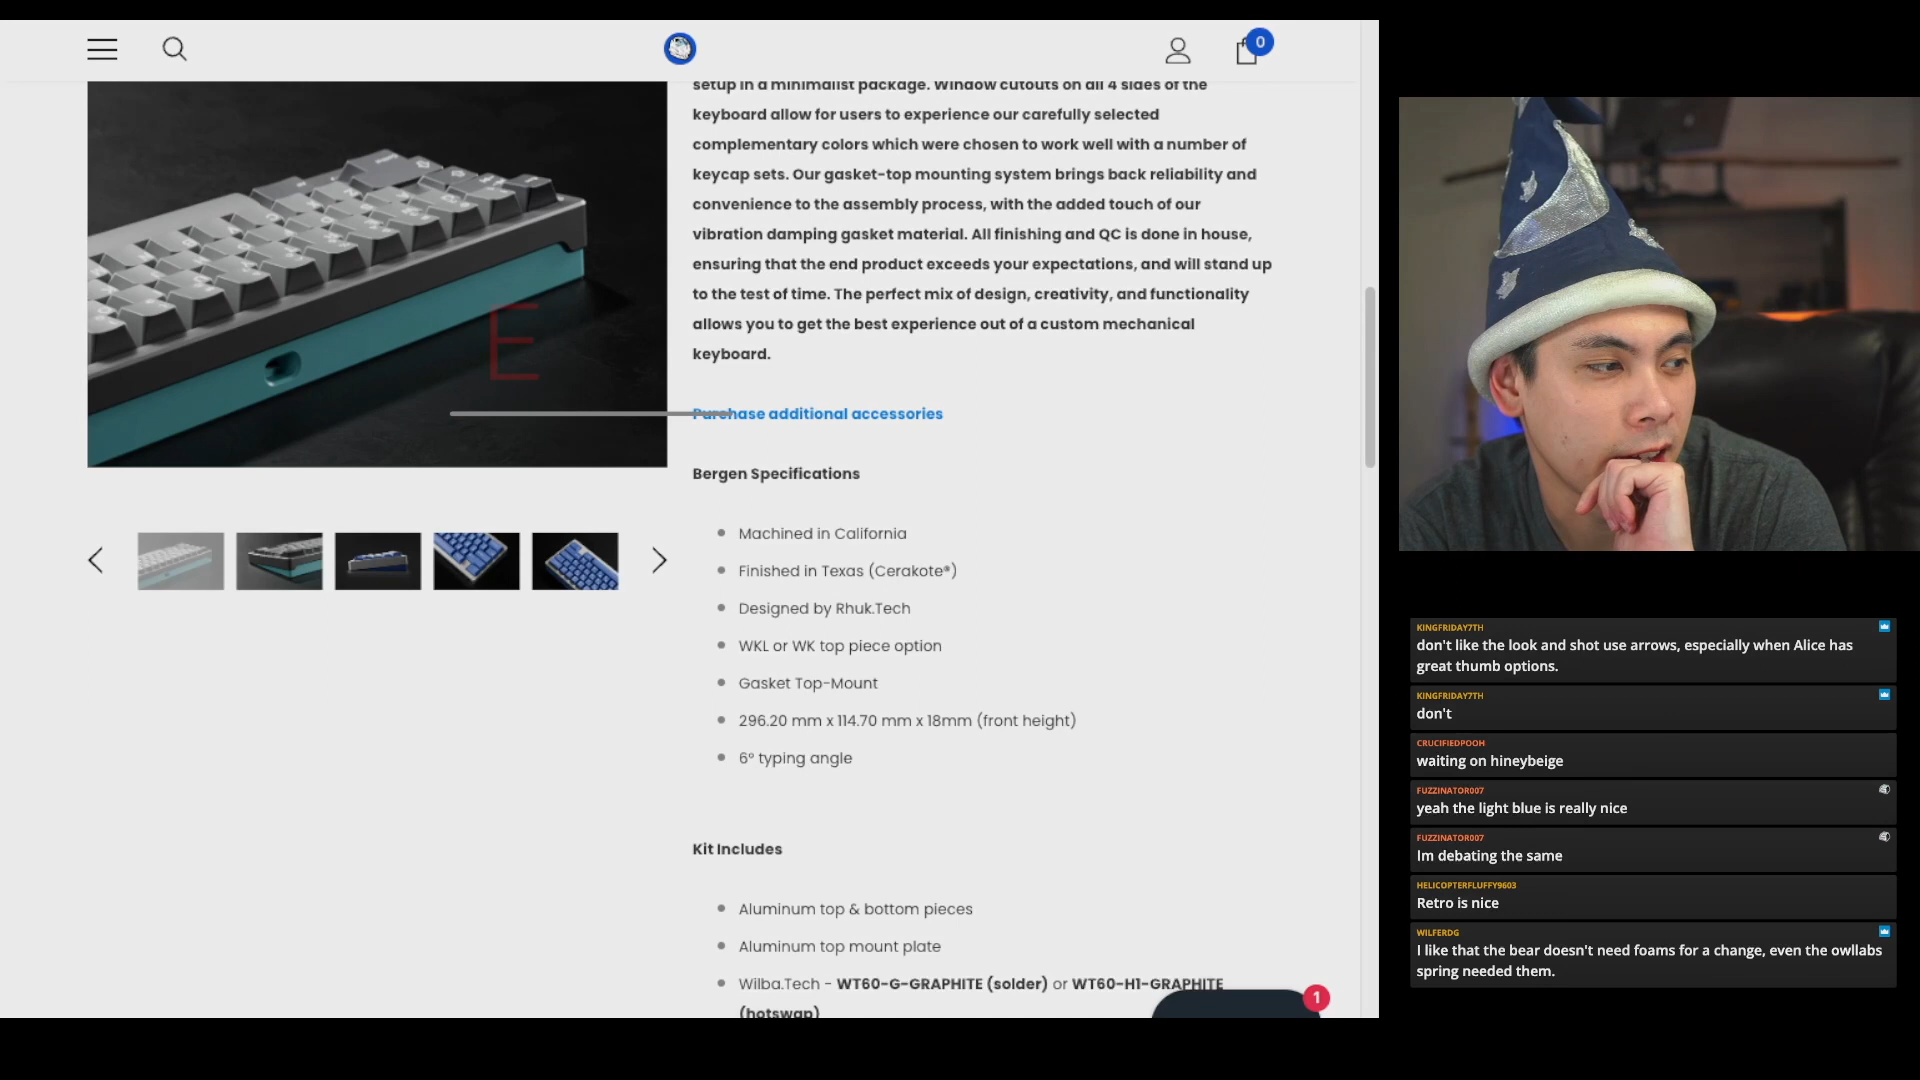 0
setup in a minimalist package. Window cutouts on all 4 sides of the
keyboard allow for users to experience our carefully selected
complementary colors which were chosen to work well with a number of
keycap sets. Our gasket-top mounting system brings back reliability and
convenience to the assembly process, with the added touch of our
vibration damping gasket material. All finishing and QC is done in house,
ensuring that the end product exceeds your expectations, and will stand up
to the test of time. The perfect mix of design, creativity, and functionality
allows you to get the best experience out of a custom mechanical
keyboard.
E
Purchase additional accessories
Bergen Specifications
Machined in California
Finished in Texas (Cerakote®)
Designed by Rhuk.Tech
WKL or WK top piece option
Gasket Top-Mount
296.20 mm x 114.70 mm x 18mm (front height)
6° typing angle
Kit Includes
Aluminum top & bottom pieces
Aluminum top mount plate
Wilba.Tech - WT60-G-GRAPHITE (solder) or WT60-H1-GRAPHITE
(hotswap)
1
KINGFRIDAY7TH
don't like the look and shot use arrows, especially when Alice has
great thumb options.
KINGFRIDAY7TH
don't
CRUCIFIEDPOOH
waiting on hineybeige
FUZZINATOR007
yeah the light blue is really nice
FUZZINATOR007
Im debating the same
HELICOPTERFLUFFY9603
Retro is nice
WILFERDG
I like that the bear doesn't need foams for a change, even the owllabs
spring needed them.